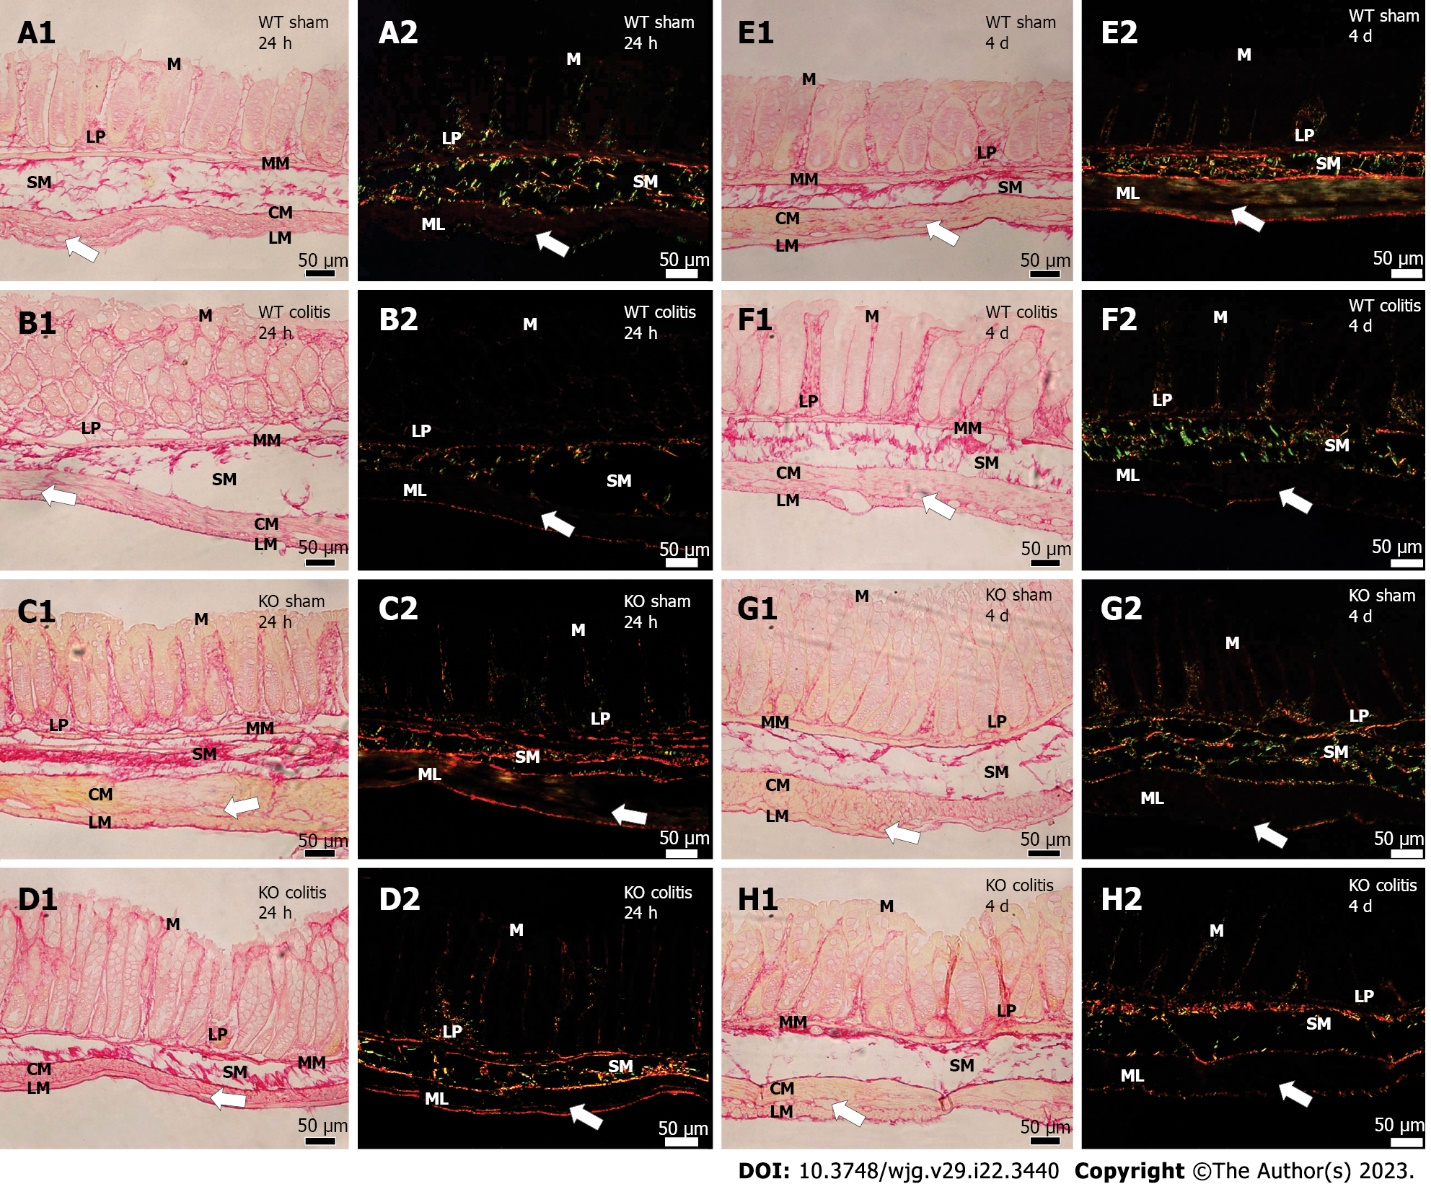 A1
WT sham
24 h
M
LP
MM
SM
CM
LM
50 µm
A2
WT sham
24 h
M
LP
SM
ML
50 µm
E1
WT sham
4 d
M
LP
MM
SM
CM
LM
50 µm
E2
WT sham
4 d
M
LP
SM
ML
50 µm
B1
WT colitis
24 h
M
LP
MM
SM
CM
LM
50 µm
B2
WT colitis
24 h
M
LP
SM
ML
50 µm
F1
WT colitis
4 d
M
LP
MM
SM
CM
LM
50 µm
F2
WT colitis
4 d
M
LP
SM
ML
50 µm
C1
KO sham
24 h
M
LP
MM
SM
CM
LM
50 µm
C2
KO sham
24 h
M
LP
SM
ML
50 µm
G1
KO sham
4 d
M
MM
LP
SM
CM
LM
50 µm
G2
KO sham
4 d
M
LP
SM
ML
50 µm
D1
KO colitis
24 h
M
LP
MM
CM
SM
LM
50 µm
D2
KO colitis
24 h
M
LP
SM
ML
50 µm
H1
KO colitis
4 d
M
LP
MM
SM
CM
LM
50 µm
H2
KO colitis
4 d
M
LP
SM
ML
50 µm
DOI: 10.3748/wjg.v29.i22.3440 Copyright ©The Author(s) 2023.